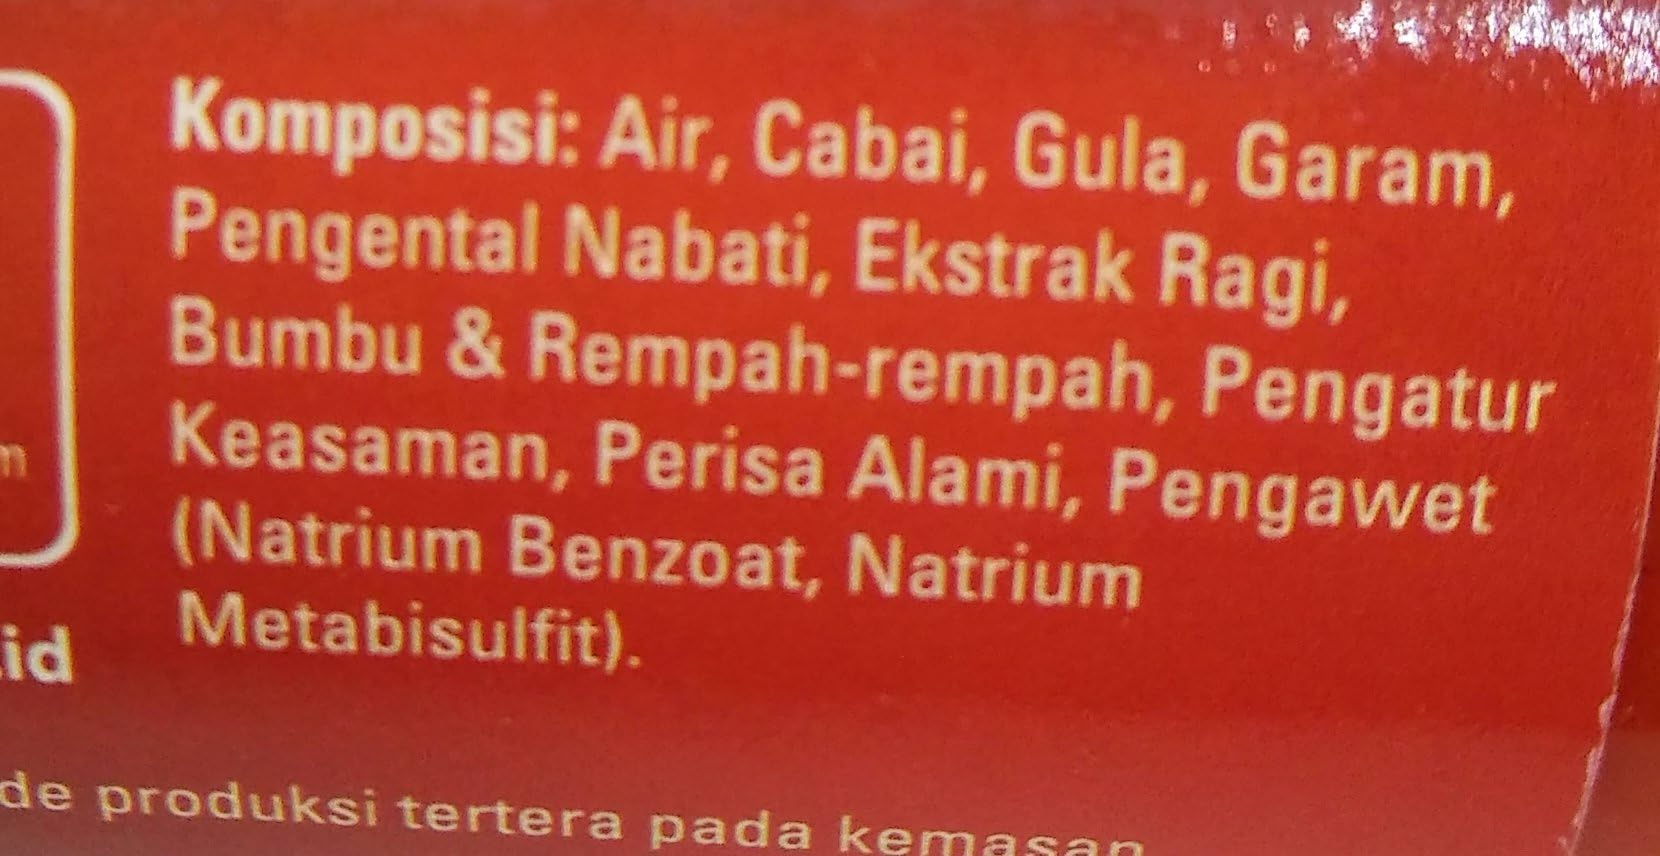 Komposisi: Air, Cabai, Gula, Garam,
Pengental Nabati, Ekstrak Ragi,
Bumbu & Rempah-rempah, Pengatur
Keasaman, Perisa Alami, Pengawet
(Natrium Benzoat, Natrium
Metabisulfit).
.id
de produksi tertera pada kemasan